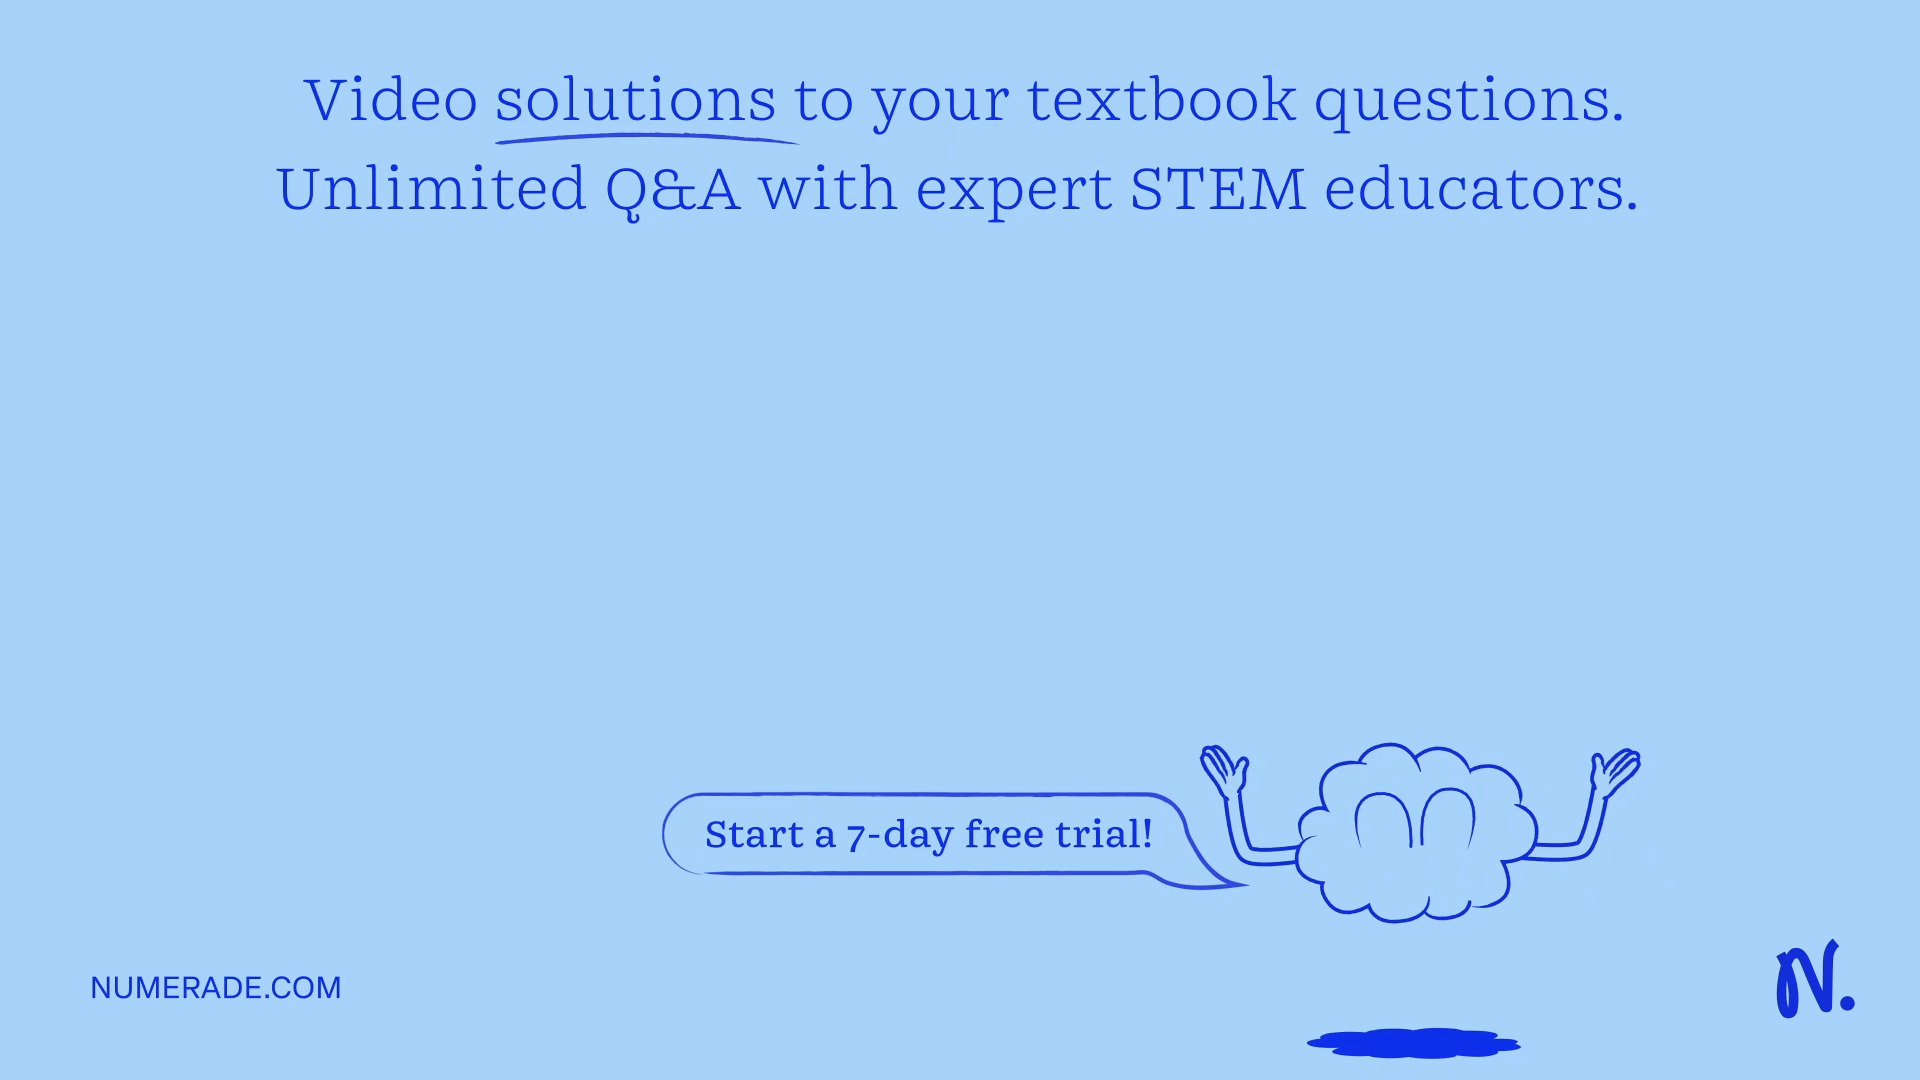 Video solutions to your textbook questions.
Unlimited Q&A with expert STEM educators.
Start a 7-day free trial!
NUMERADE.COM
N.